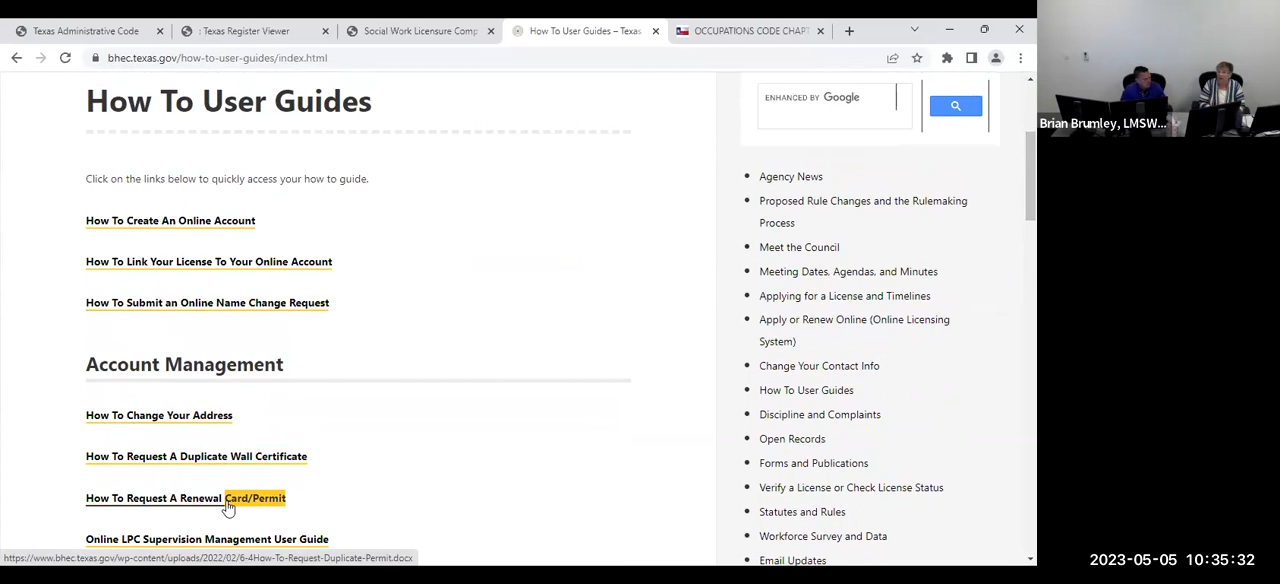 Texas Administrative Code
: Texas Register Viewer
Social Work Licensure Comp
How To User Guides – Texas
OCCUPATIONS CODE CHAPT
bhec.texas.gov/how-to-user-guides/index.html
How To User Guides
Click on the links below to quickly access your how to guide.
How To Create An Online Account
How To Link Your License To Your Online Account
How To Submit an Online Name Change Request
Account Management
How To Change Your Address
How To Request A Duplicate Wall Certificate
How To Request A Renewal Card/Permit
Online LPC Supervision Management User Guide
https://www.bhec.texas.gov/wp-content/uploads/2022/02/6-4How-To-Request-Duplicate-Permit.docx
ENHANCED BY Google
Agency News
Proposed Rule Changes and the Rulemaking
Process
Meet the Council
Meeting Dates, Agendas, and Minutes
Applying for a License and Timelines
Apply or Renew Online (Online Licensing
System)
Change Your Contact Info
How To User Guides
Discipline and Complaints
Open Records
Forms and Publications
Verify a License or Check License Status
Statutes and Rules
Workforce Survey and Data
Email Updates
Brian Brumley, LMSW...
2023-05-05 10:35:32